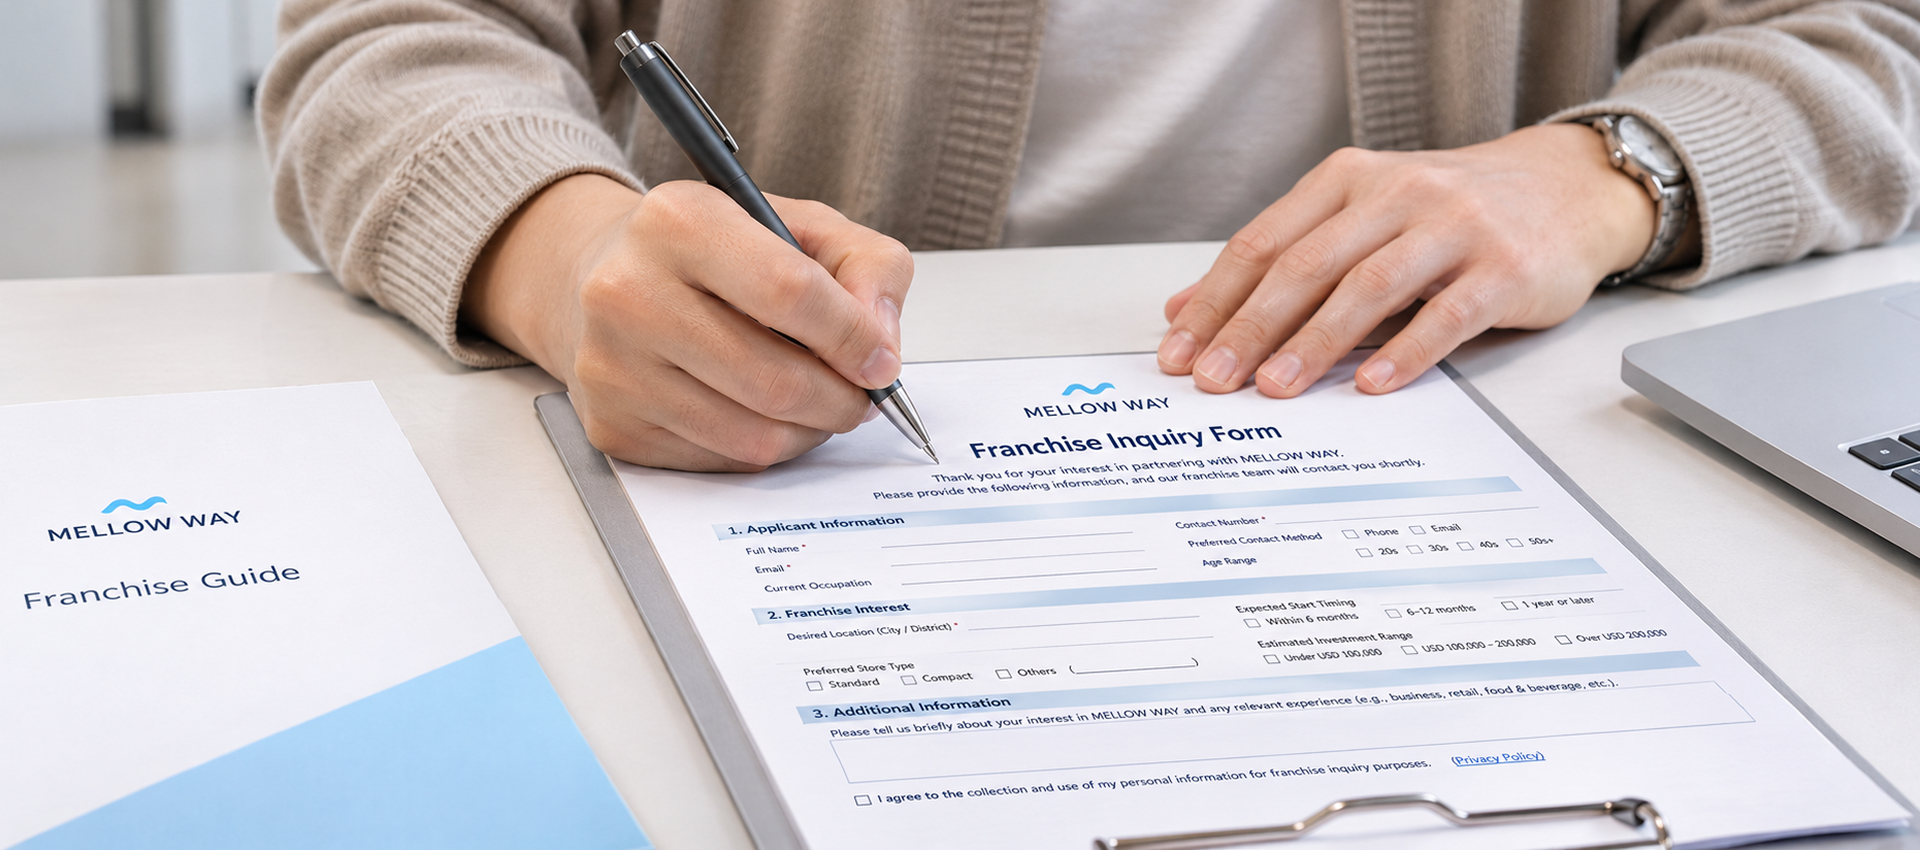 MELLOW WAY
Franchise Guide
MELLOW WAY
Franchise Inquiry Form
Thank you for your interest in partnering with MELLOW WAY.
Please provide the following information, and our franchise team will contact you shortly.
1. Applicant Information
Full Name *
Email *
Current Occupation
Contact Number *
Preferred Contact Method Phone Email
Age Range 20s 30s 40s 50s+
2. Franchise Interest
Desired Location (City / District) *
Preferred Store Type
Standard Compact Others ( )
Expected Start Timing
Within 6 months 6–12 months 1 year or later
Estimated Investment Range
Under USD 100,000 USD 100,000 – 200,000 Over USD 200,000
3. Additional Information
Please tell us briefly about your interest in MELLOW WAY and any relevant experience (e.g., business, retail, food & beverage, etc.).
I agree to the collection and use of my personal information for franchise inquiry purposes. (Privacy Policy)